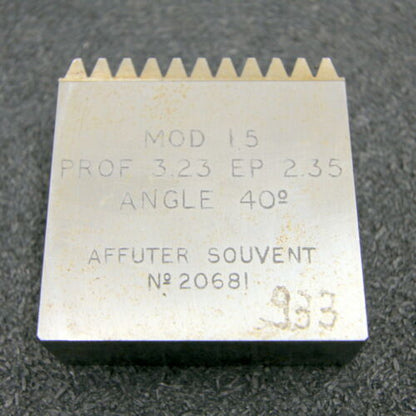 MOD 1.5
PROF 3.23 EP 2.35
ANGLE 40º
AFFUTER SOUVENT
Nº 20681
933